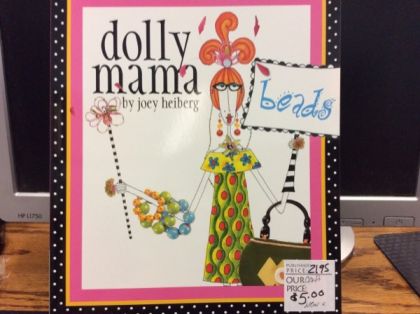 dolly
mama
by joey heiberg
beads
HP L1750
PUBLISHER
PRICE: 21.95
OUR
PRICE:
$5.00